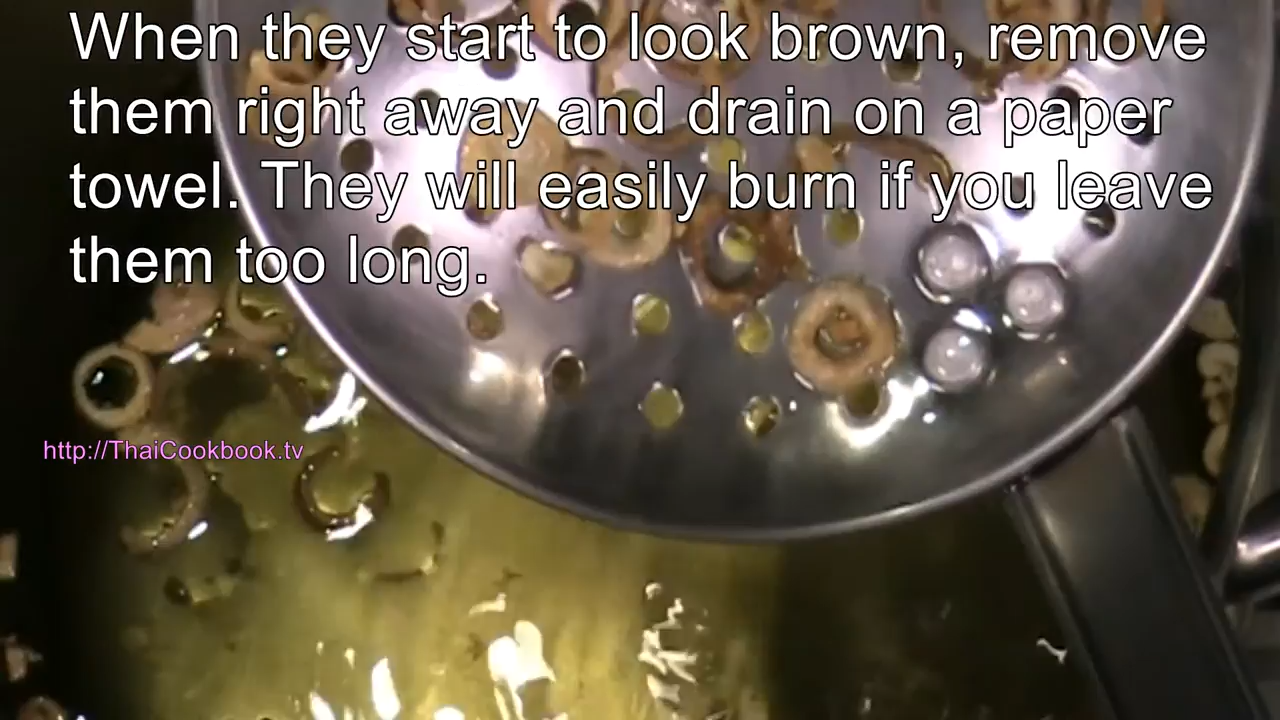 When they start to look brown, remove
them right away and drain on a paper
towel. They will easily burn if you leave
them too long.
http://ThaiCookbook.tv